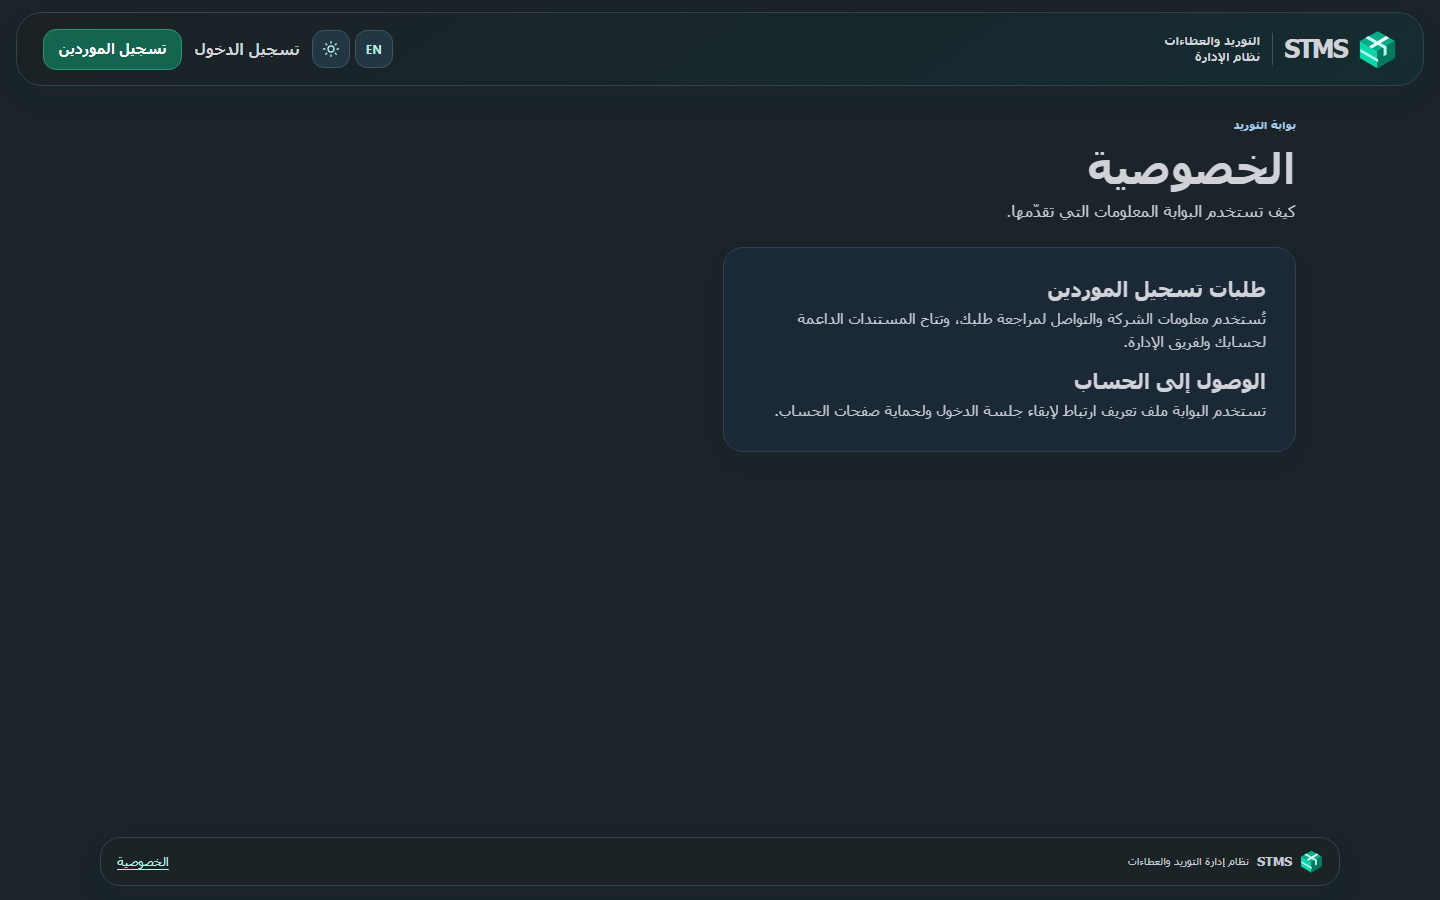 STMS
التوريد والعطاءات
نظام الإدارة
EN
تسجيل الدخول
تسجيل الموردين
بوابة التوريد
الخصوصية
كيف تستخدم البوابة المعلومات التي تقدّمها.
طلبات تسجيل الموردين
تُستخدم معلومات الشركة والتواصل لمراجعة طلبك، وتتاح المستندات الداعمة
لحسابك ولفريق الإدارة.
الوصول إلى الحساب
تستخدم البوابة ملف تعريف ارتباط لإبقاء جلسة الدخول ولحماية صفحات الحساب.
STMS نظام إدارة التوريد والعطاءات
الخصوصية